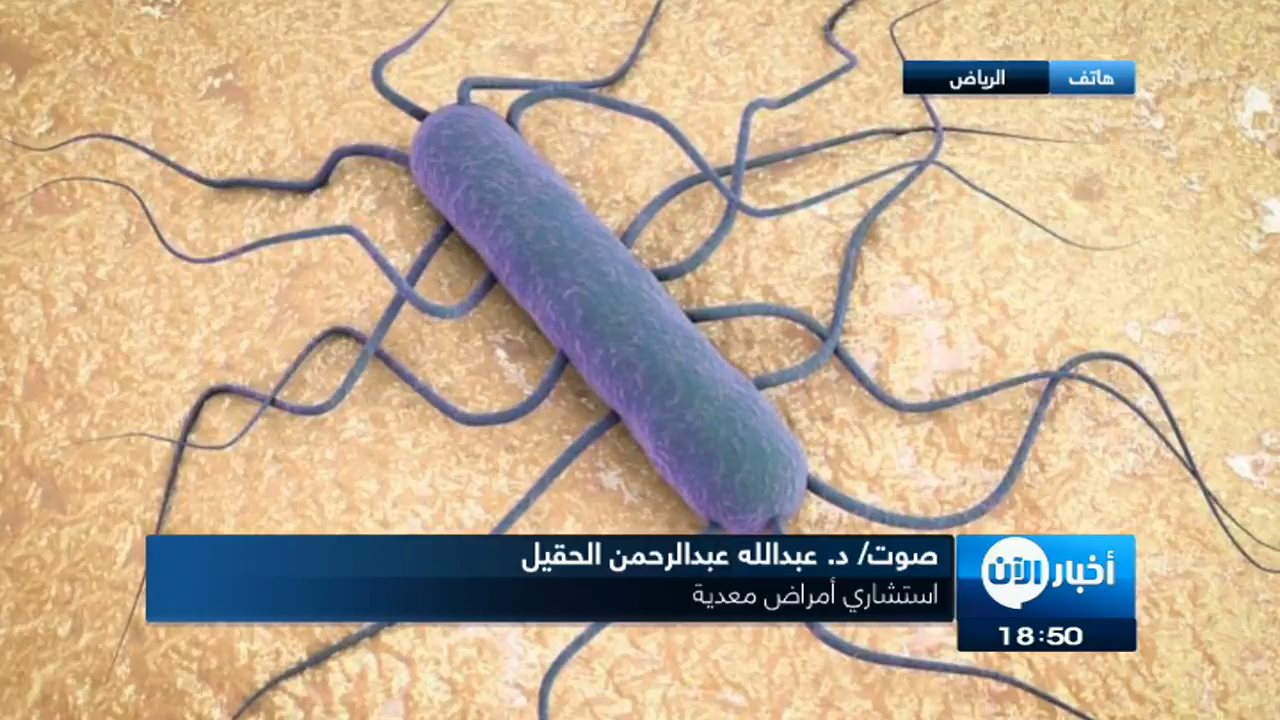 هاتف الرياض
صوت/ د. عبدالله عبدالرحمن الحقيل
استشاري أمراض معدية
أخبار الآن
18:50